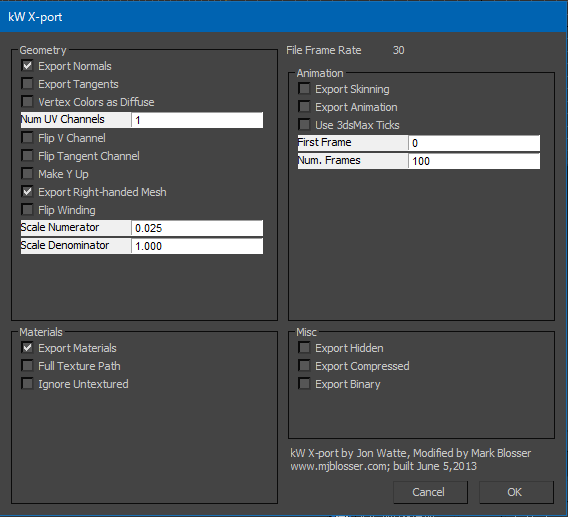 kW X-port
Geometry
Export Normals
Export Tangents
Vertex Colors as Diffuse
Num UV Channels 1
Flip V Channel
Flip Tangent Channel
Make Y Up
Export Right-handed Mesh
Flip Winding
Scale Numerator 0.025
Scale Denominator 1.000
File Frame Rate 30
Animation
Export Skinning
Export Animation
Use 3dsMax Ticks
First Frame 0
Num. Frames 100
Materials
Export Materials
Full Texture Path
Ignore Untextured
Misc
Export Hidden
Export Compressed
Export Binary
kW X-port by Jon Watte, Modified by Mark Blosser
www.mjblosser.com; built June 5,2013
Cancel OK